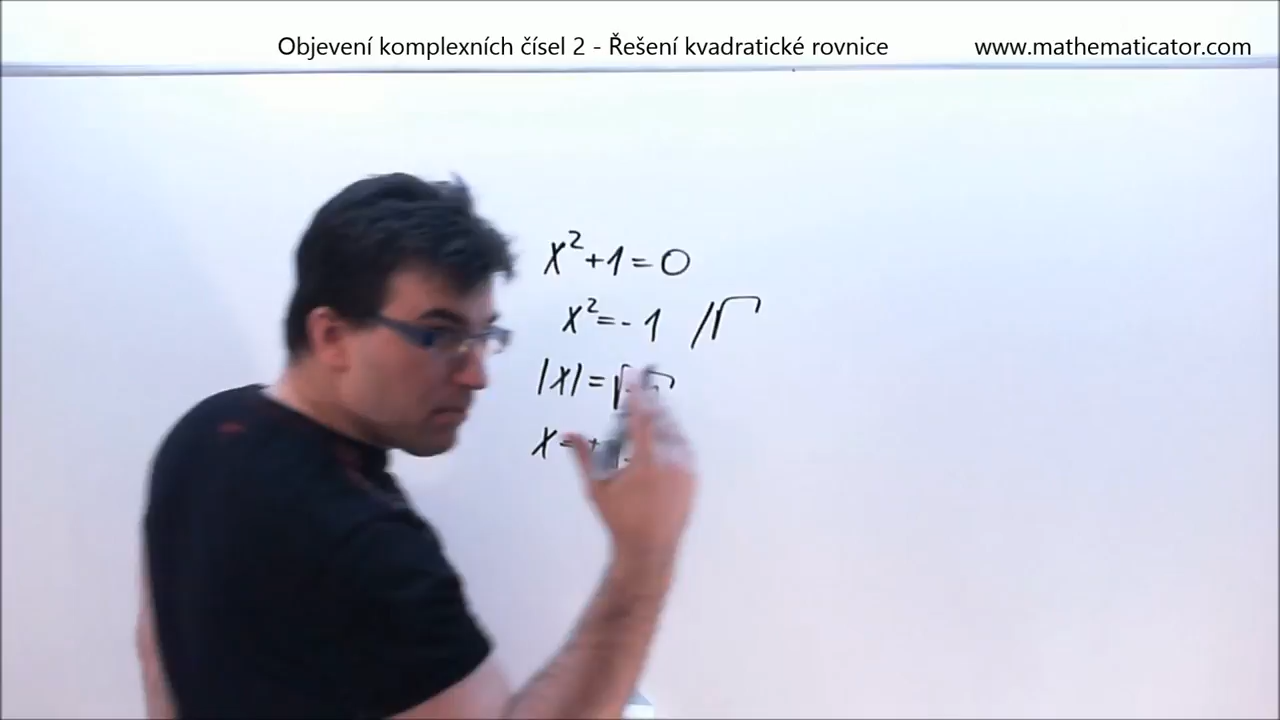 Objevení komplexních čísel 2 - Řešení kvadratické rovnice
www.mathematicator.com
x²+1=0
x²=-1 /√
|x|=√
x=